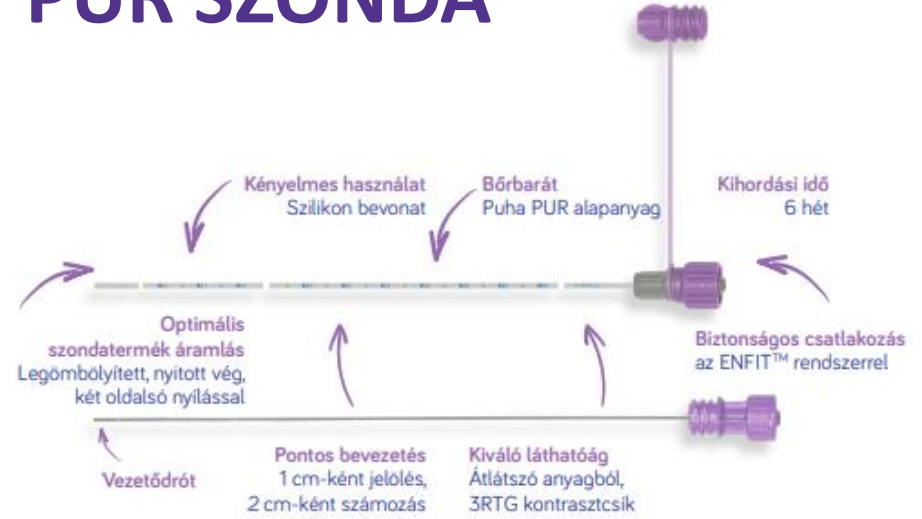 PUR SZONDA
Kényelmes használat
Szilikon bevonat
Bőrbarát
Puha PUR alapanyag
Kihordási idő
6 hét
Optimális
szondatermék áramlás
Legömbölyített, nyitott vég,
két oldalsó nyílással
Biztonságos csatlakozás
az ENFIT™ rendszerrel
Vezetődrót
Pontos bevezetés
1 cm-ként jelölés,
2 cm-ként számozás
Kiváló láthatóág
Átlátszó anyagból,
3RTG kontrasztcsík